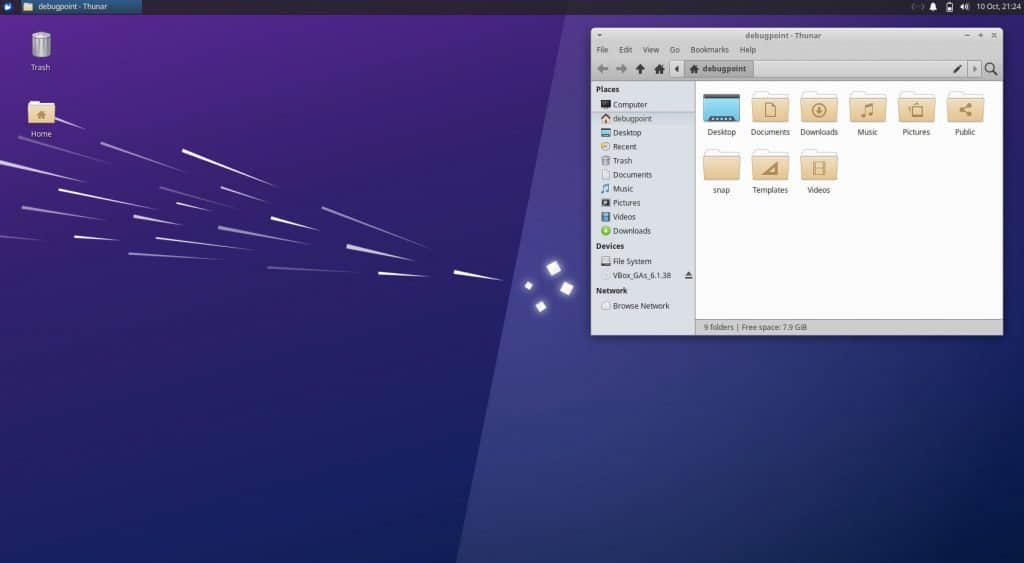 debugpoint - Thunar
10 Oct, 21:24
Trash
Home
debugpoint - Thunar
File Edit View Go Bookmarks Help
debugpoint
Places
Computer
debugpoint
Desktop
Recent
Trash
Documents
Music
Pictures
Videos
Downloads
Devices
File System
VBox_GAs_6.1.38
Network
Browse Network
Desktop Documents Downloads Music Pictures Public
snap Templates Videos
9 folders | Free space: 7.9 GiB